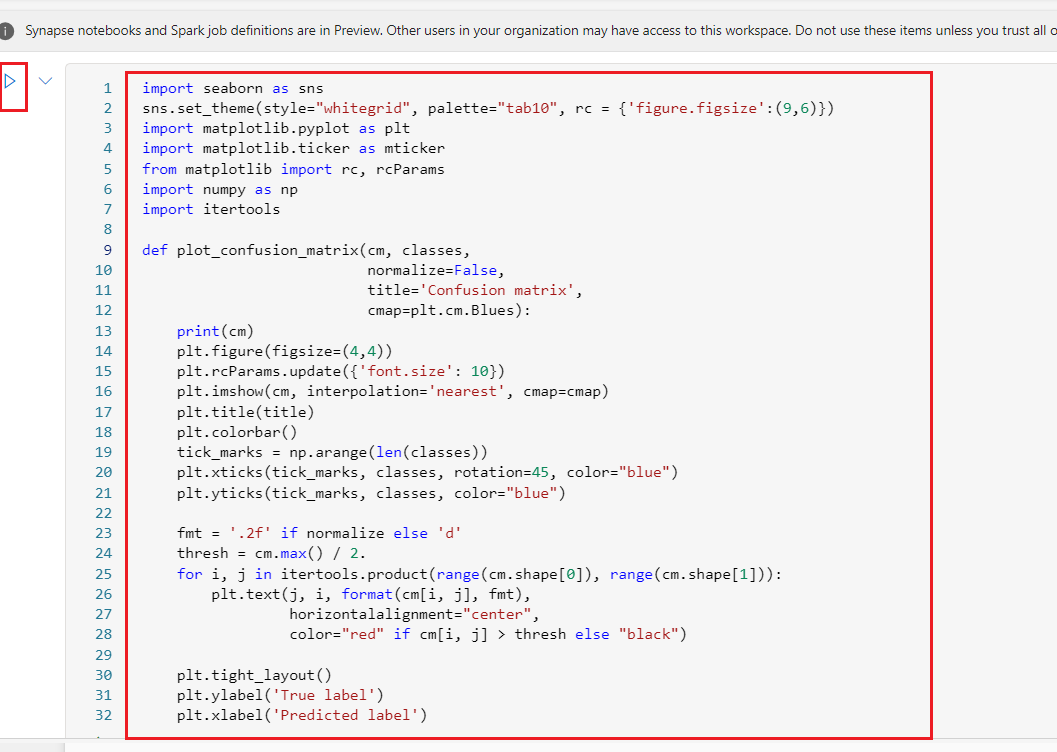 Synapse notebooks and Spark job definitions are in Preview. Other users in your organization may have access to this workspace. Do not use these items unless you trust all o
1 import seaborn as sns
2 sns.set_theme(style="whitegrid", palette="tab10", rc = {'figure.figsize':(9,6)})
3 import matplotlib.pyplot as plt
4 import matplotlib.ticker as mticker
5 from matplotlib import rc, rcParams
6 import numpy as np
7 import itertools
8
9 def plot_confusion_matrix(cm, classes,
10                           normalize=False,
11                           title='Confusion matrix',
12                           cmap=plt.cm.Blues):
13     print(cm)
14     plt.figure(figsize=(4,4))
15     plt.rcParams.update({'font.size': 10})
16     plt.imshow(cm, interpolation='nearest', cmap=cmap)
17     plt.title(title)
18     plt.colorbar()
19     tick_marks = np.arange(len(classes))
20     plt.xticks(tick_marks, classes, rotation=45, color="blue")
21     plt.yticks(tick_marks, classes, color="blue")
22
23     fmt = '.2f' if normalize else 'd'
24     thresh = cm.max() / 2.
25     for i, j in itertools.product(range(cm.shape[0]), range(cm.shape[1])):
26         plt.text(j, i, format(cm[i, j], fmt),
27                  horizontalalignment="center",
28                  color="red" if cm[i, j] > thresh else "black")
29
30     plt.tight_layout()
31     plt.ylabel('True label')
32     plt.xlabel('Predicted label')